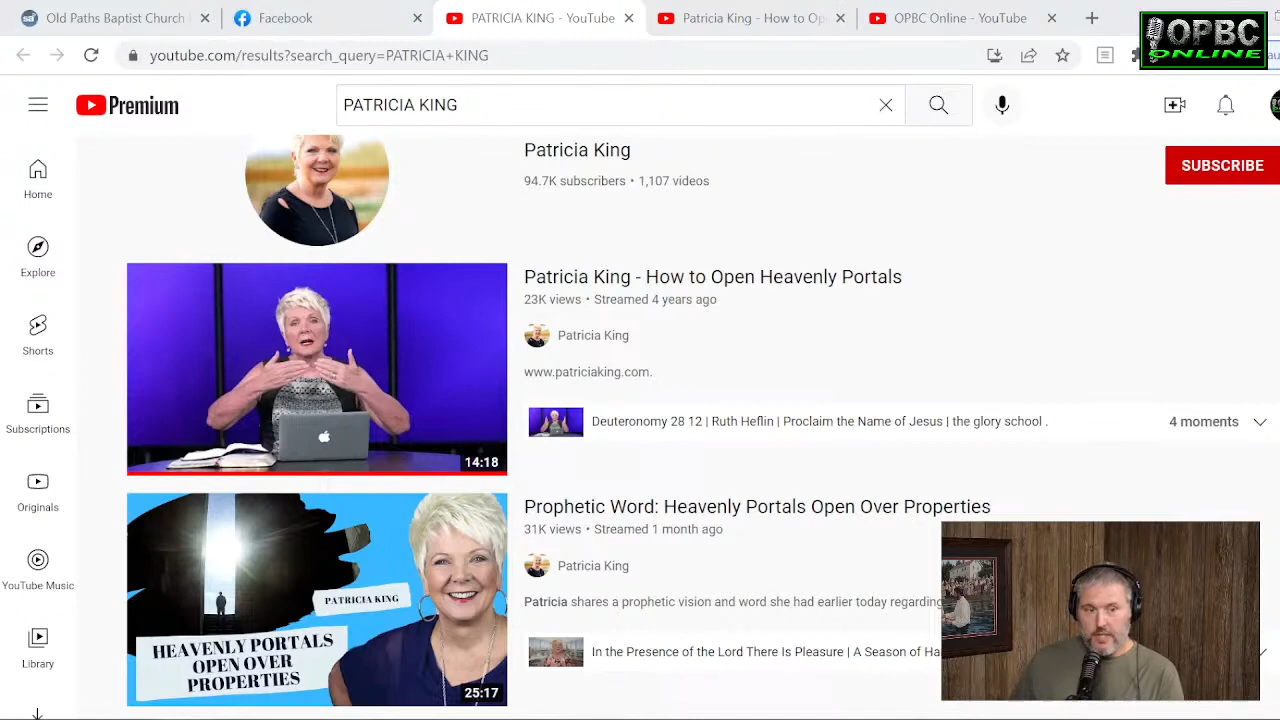 Old Paths Baptist Church
Facebook
PATRICIA KING - YouTube
Patricia King - How to Op
OPBC Online - YouTube
OPBC
ONLINE
youtube.com/results?search_query=PATRICIA+KING
Premium
PATRICIA KING
Home
Explore
Shorts
Subscriptions
Originals
YouTube Music
Library
Patricia King
94.7K subscribers • 1,107 videos
SUBSCRIBE
Patricia King - How to Open Heavenly Portals
23K views • Streamed 4 years ago
Patricia King
www.patriciaking.com.
Deuteronomy 28 12 | Ruth Heflin | Proclaim the Name of Jesus | the glory school .
4 moments
14:18
Prophetic Word: Heavenly Portals Open Over Properties
31K views • Streamed 1 month ago
Patricia King
Patricia shares a prophetic vision and word she had earlier today regarding
In the Presence of the Lord There Is Pleasure | A Season of Ha
PATRICIA KING
HEAVENLY PORTALS
OPEN OVER
PROPERTIES
25:17